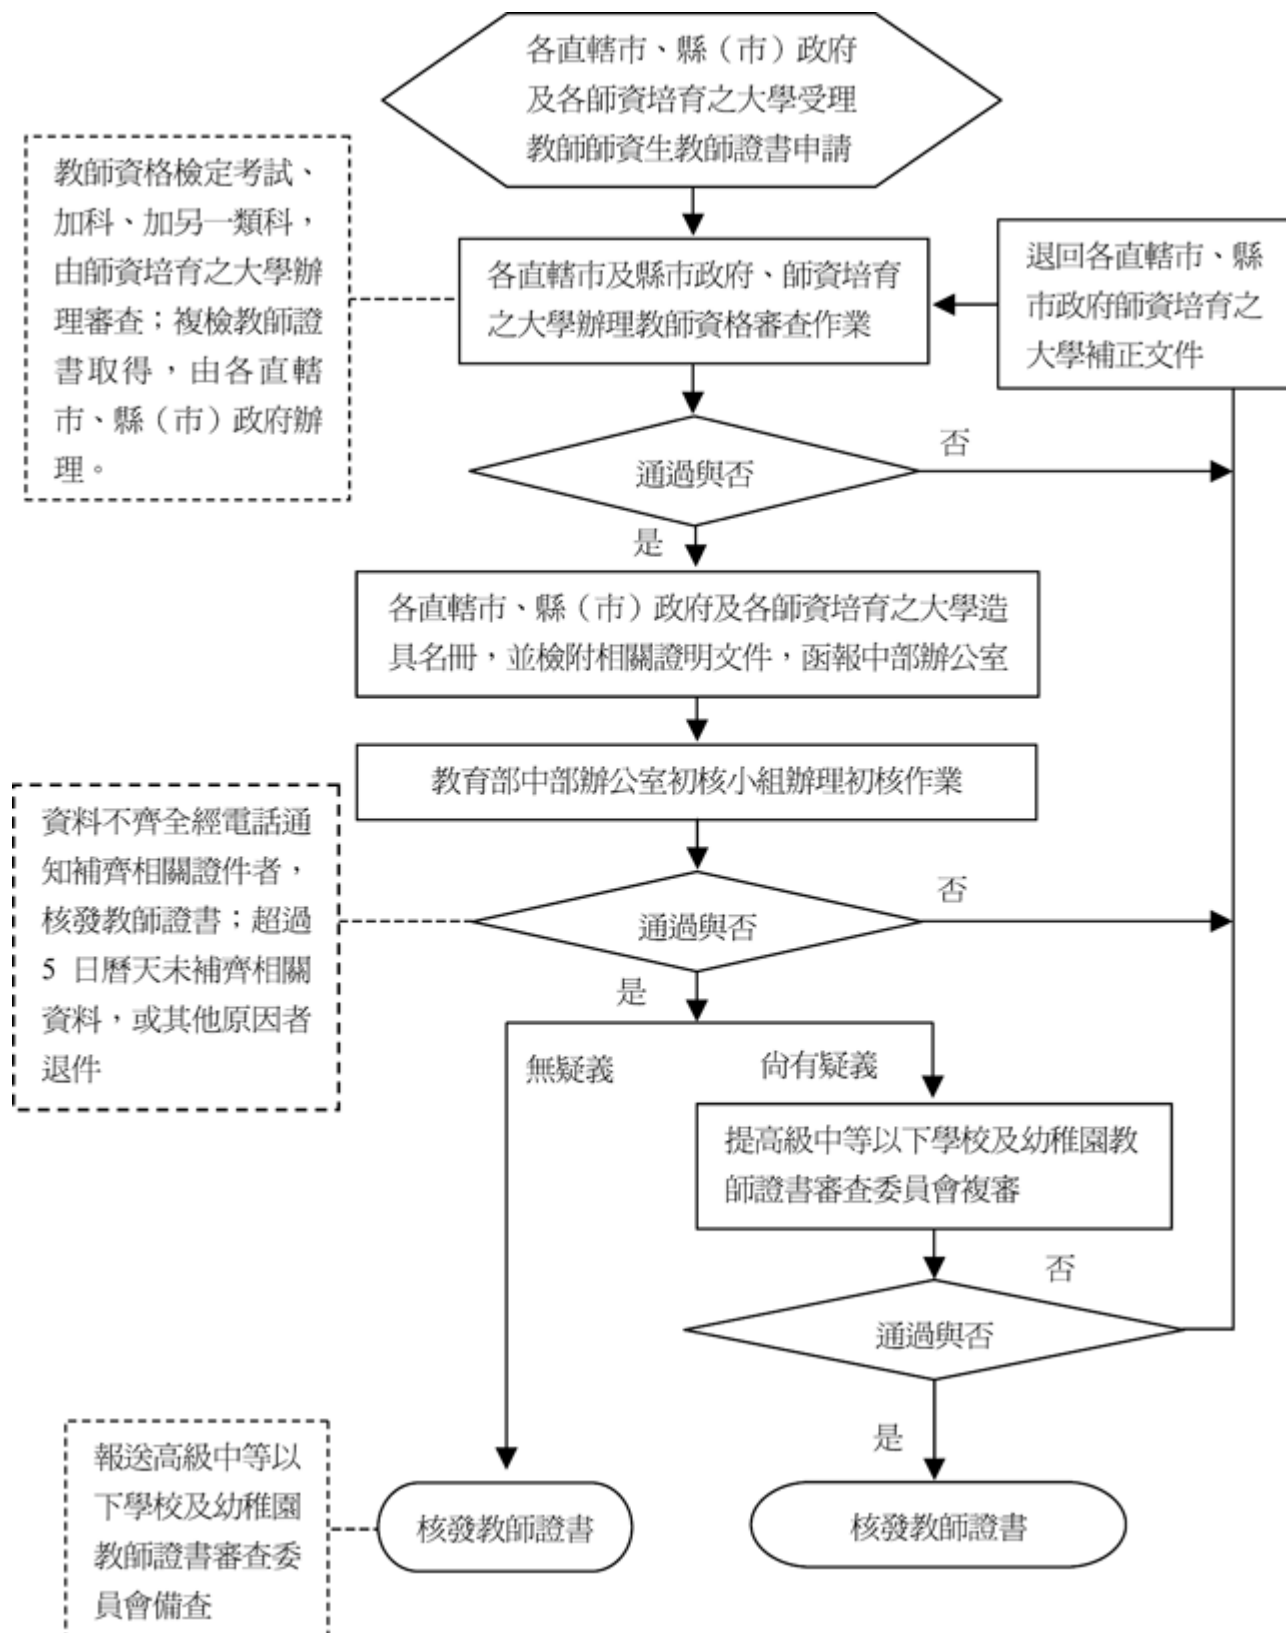 各直轄市、縣（市）政府
及各師資培育之大學受理
教師師資生教師證書申請
教師資格檢定考試、
加科、加另一類科，
由師資培育之大學辦
理審查；複檢教師證
書取得，由各直轄
市、縣（市）政府辦
理。
各直轄市及縣市政府、師資培育
之大學辦理教師資格審查作業
退回各直轄市、縣
市政府師資培育之
大學補正文件
通過與否
否
是
各直轄市、縣（市）政府及各師資培育之大學造
具名冊，並檢附相關證明文件，函報中部辦公室
教育部中部辦公室初核小組辦理初核作業
資料不齊全經電話通
知補齊相關證件者，
核發教師證書；超過
5 日曆天未補齊相關
資料，或其他原因者
退件
通過與否
否
是
無疑義
尚有疑義
提高級中等以下學校及幼稚園教
師證書審查委員會複審
否
通過與否
是
報送高級中等以
下學校及幼稚園
教師證書審查委
員會備查
核發教師證書
核發教師證書